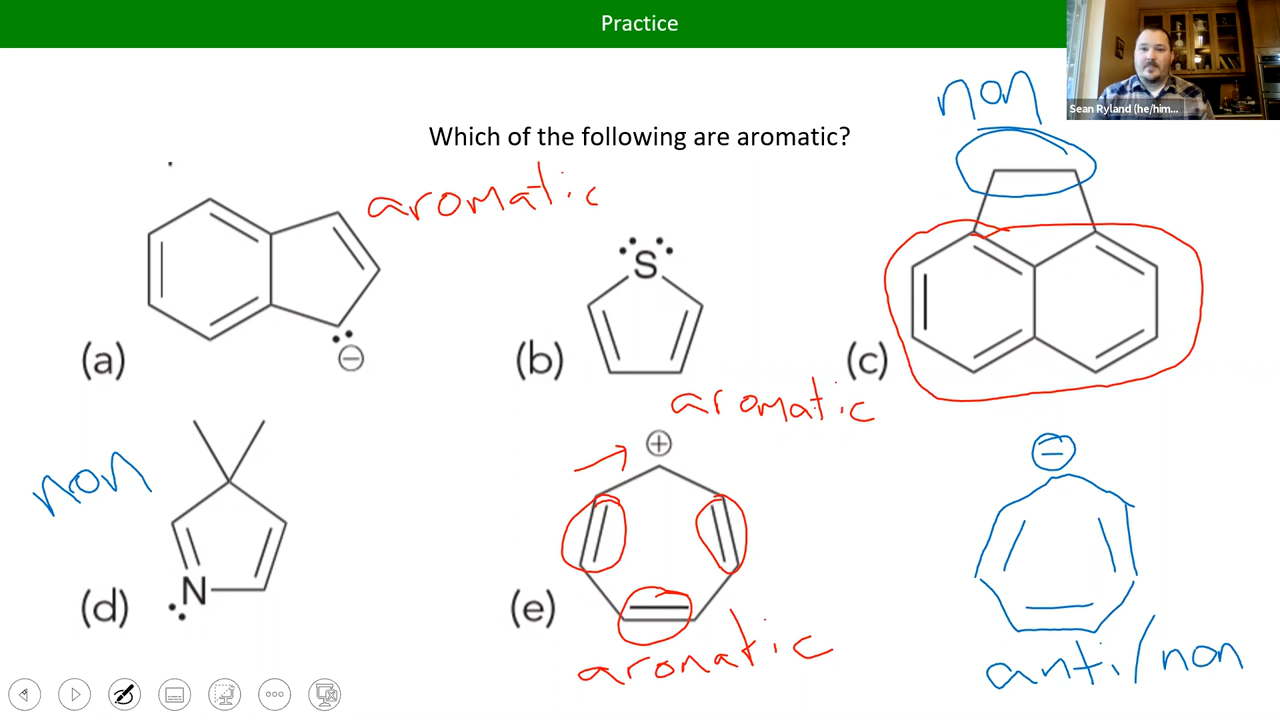 Practice
Sean Ryland (he/him...
non
Which of the following are aromatic?
aromatic
S
(a)
⊖
(b)
(c)
aromatic
non
⊕
⊖
N
(d)
(e)
aromatic
anti/non